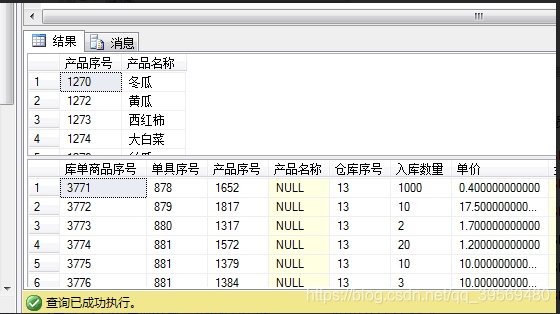 结果 消息
产品序号 产品名称
1 1270 冬瓜
2 1272 黄瓜
3 1273 西红柿
4 1274 大白菜
库单商品序号 单具序号 产品序号 产品名称 仓库序号 入库数量 单价
1 3771 878 1652 NULL 13 1000 0.400000000000
2 3772 879 1817 NULL 13 10 17.500000000...
3 3773 880 1317 NULL 13 2 1.700000000000
4 3774 881 1572 NULL 13 20 1.200000000000
5 3775 881 1379 NULL 13 10 10.000000000...
6 3776 881 1384 NULL 13 3 10.000000000...
查询已成功执行。
https://blog.csdn.net/qq_39569480